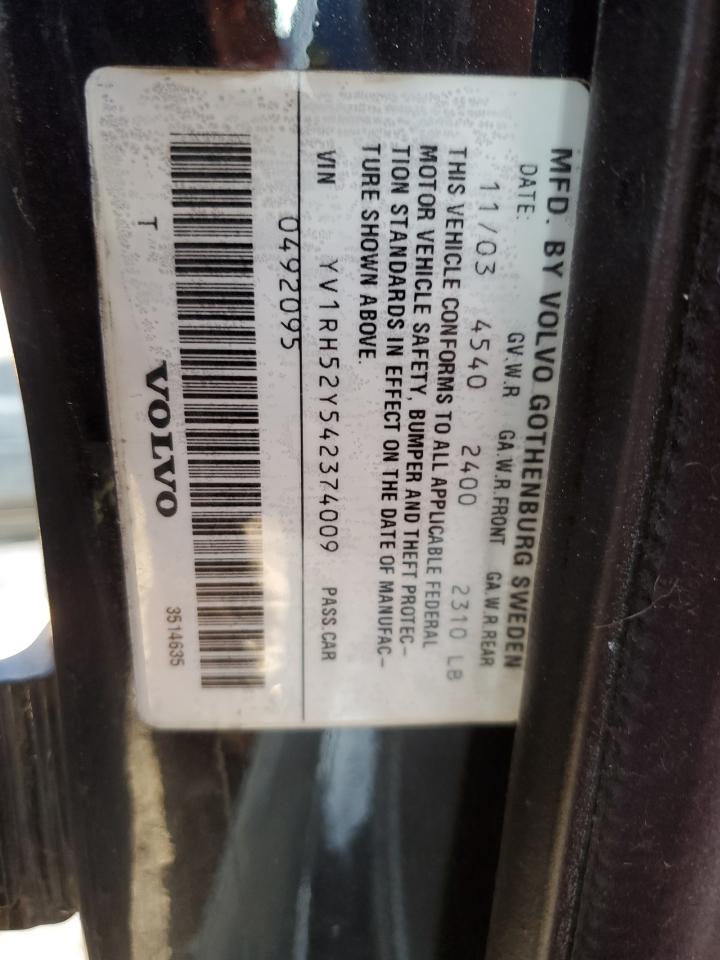 MFD. BY VOLVO GOTHENBURG SWEDEN
DATE: GV.W.R GA.W.R.FRONT GA.W.R.REAR
11/03 4540 2400 2310 LB
THIS VEHICLE CONFORMS TO ALL APPLICABLE FEDERAL
MOTOR VEHICLE SAFETY, BUMPER AND THEFT PROTEC-
TION STANDARDS IN EFFECT ON THE DATE OF MANUFAC-
TURE SHOWN ABOVE.
VIN YV1RH52Y542374009 PASS.CAR
0492095
T VOLVO 3514635